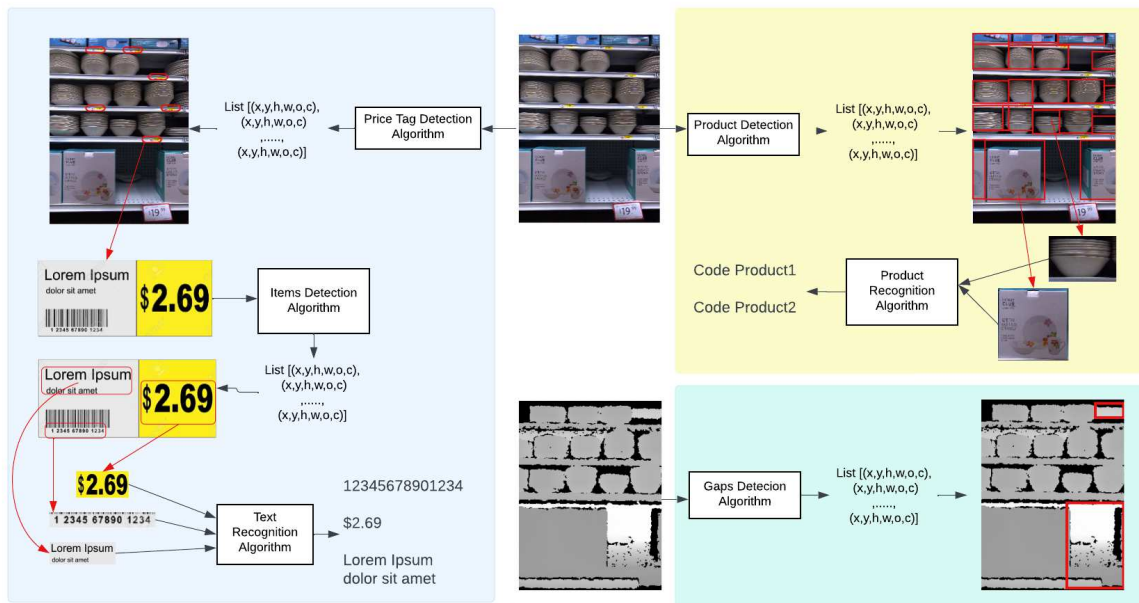 List [(x,y,h,w,o,c),
(x,y,h,w,o,c)
,.....,
(x,y,h,w,o,c)]
Price Tag Detection
Algorithm
$19
Lorem Ipsum
dolor sit amet
1 2345 67890 1234
$2.69
Items Detection
Algorithm
List [(x,y,h,w,o,c),
(x,y,h,w,o,c)
,.....,
(x,y,h,w,o,c)]
Lorem Ipsum
dolor sit amet
1 2345 67890 1234
$2.69
$2.69
1 2345 67890 1234
Lorem Ipsum
dolor sit amet
Text
Recognition
Algorithm
12345678901234
$2.69
Lorem Ipsum
dolor sit amet
$19
Product Detection
Algorithm
List [(x,y,h,w,o,c),
(x,y,h,w,o,c)
,.....,
(x,y,h,w,o,c)]
$19
Product
Recognition
Algorithm
Code Product1
Code Product2
Gaps Detecion
Algorithm
List [(x,y,h,w,o,c),
(x,y,h,w,o,c)
,.....,
(x,y,h,w,o,c)]